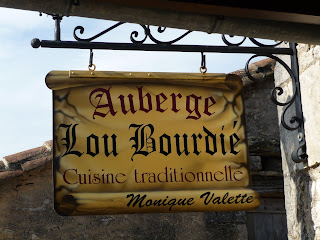 Auberge
Lou Bourdié
Cuisine traditionnelle
Monique Valette